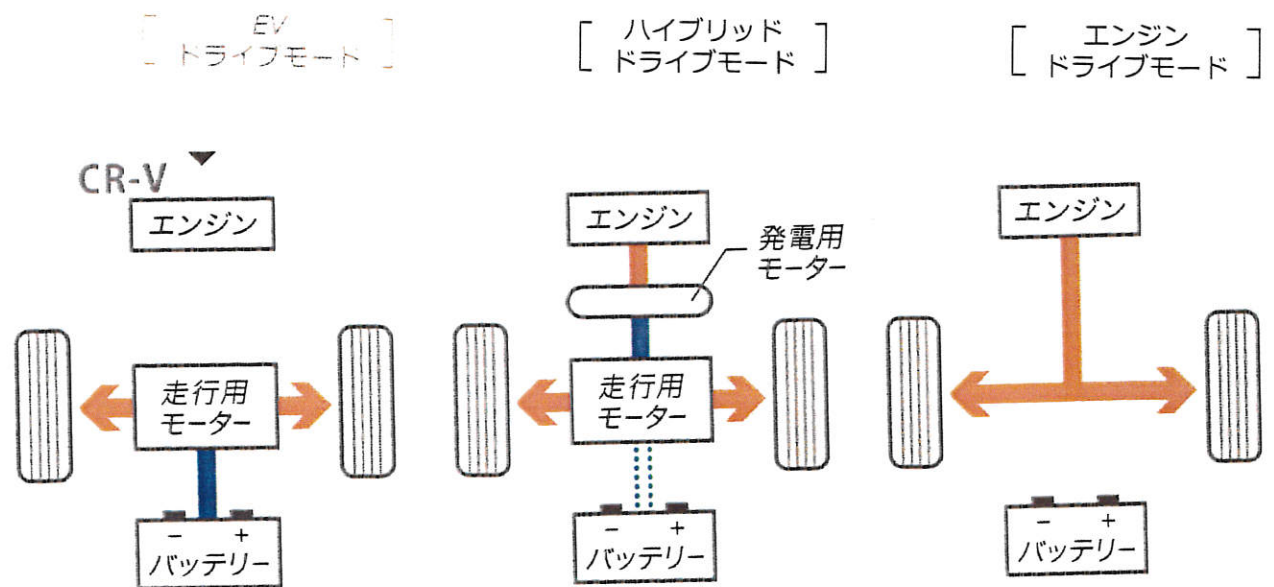 EV
ドライブモード
ハイブリッド
ドライブモード
エンジン
ドライブモード
CR-V
エンジン
走行用
モーター
- +
バッテリー
エンジン
発電用
モーター
走行用
モーター
- +
バッテリー
エンジン
- +
バッテリー